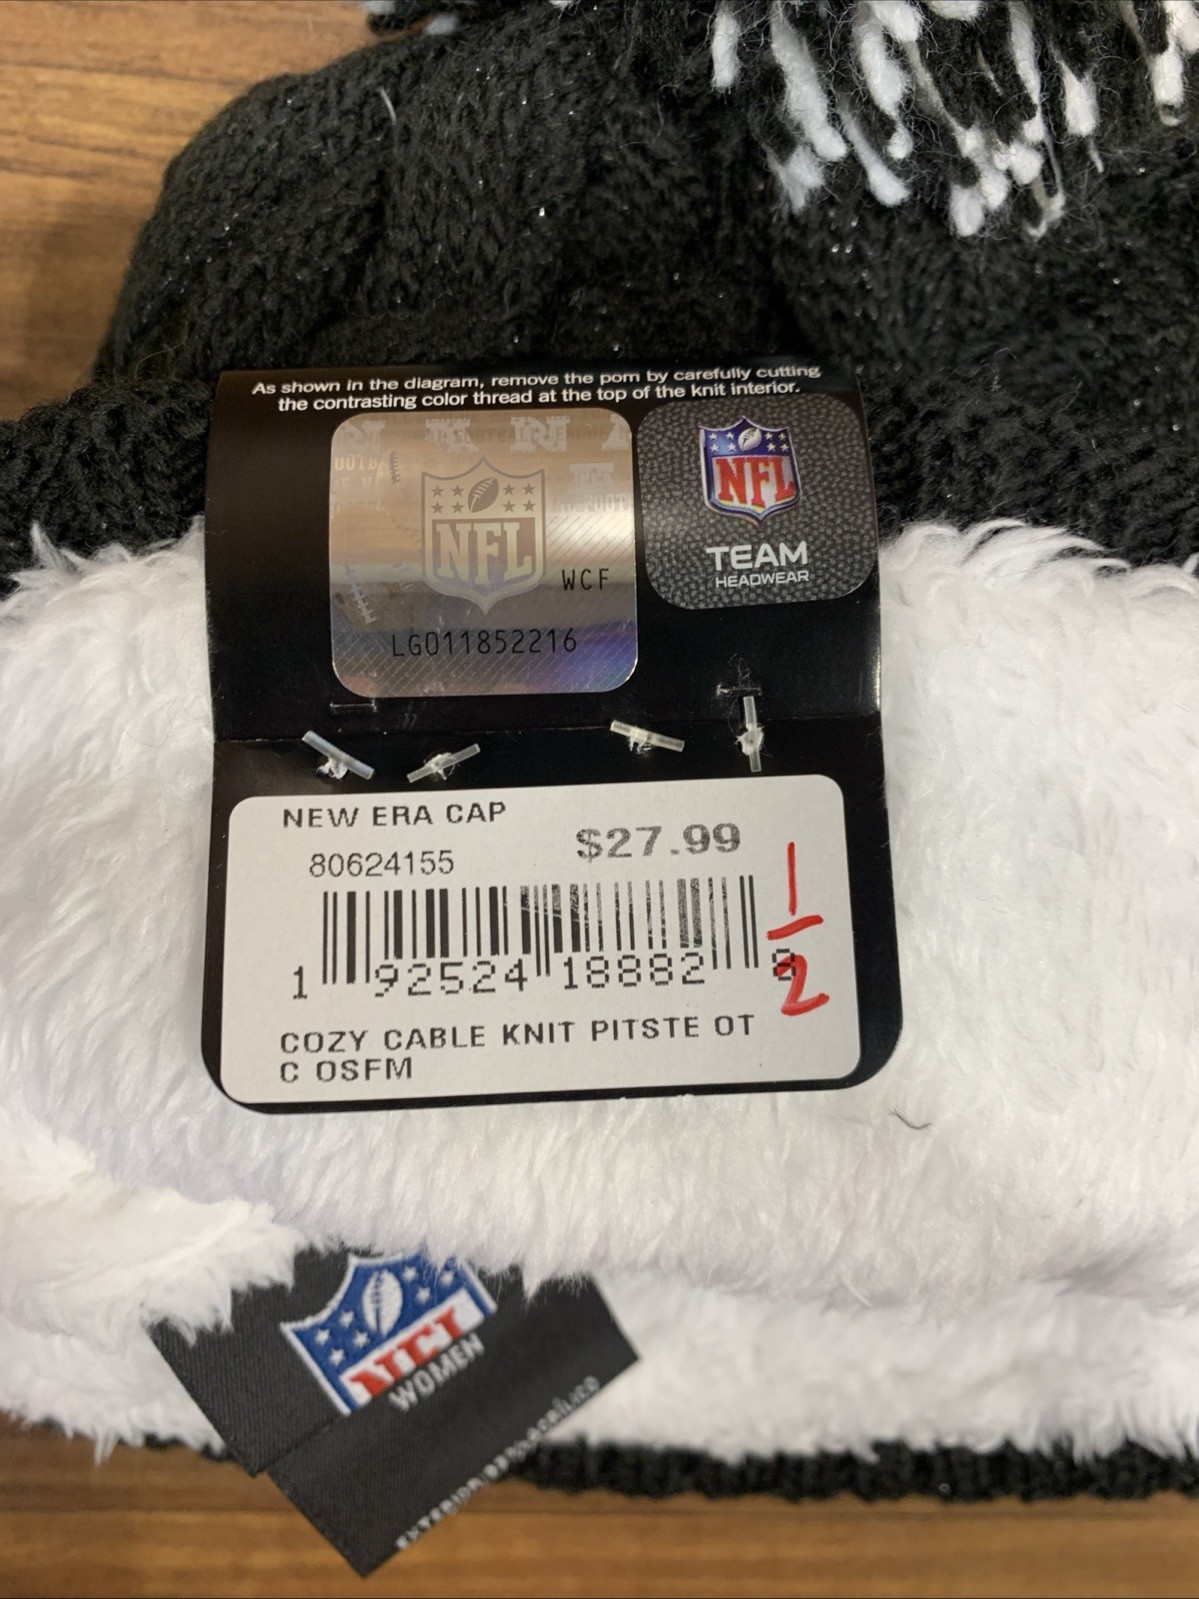 As shown in the diagram, remove the pom by carefully cutting
the contrasting color thread at the top of the knit interior.
NFL
WCF
LG011852216
NFL
TEAM
HEADWEAR
NEW ERA CAP
$27.99
80624155
1
2
1 92524 18882 8
COZY CABLE KNIT PITSTE OT
C OSFM
WOMEN